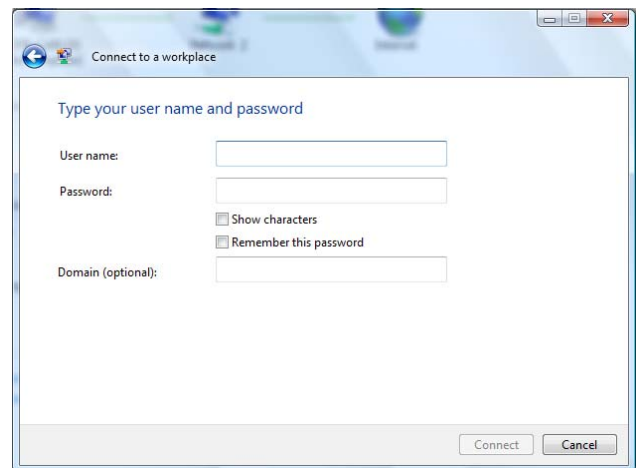 Connect to a workplace
Type your user name and password
User name:
Password:
Show characters
Remember this password
Domain (optional):
Connect Cancel